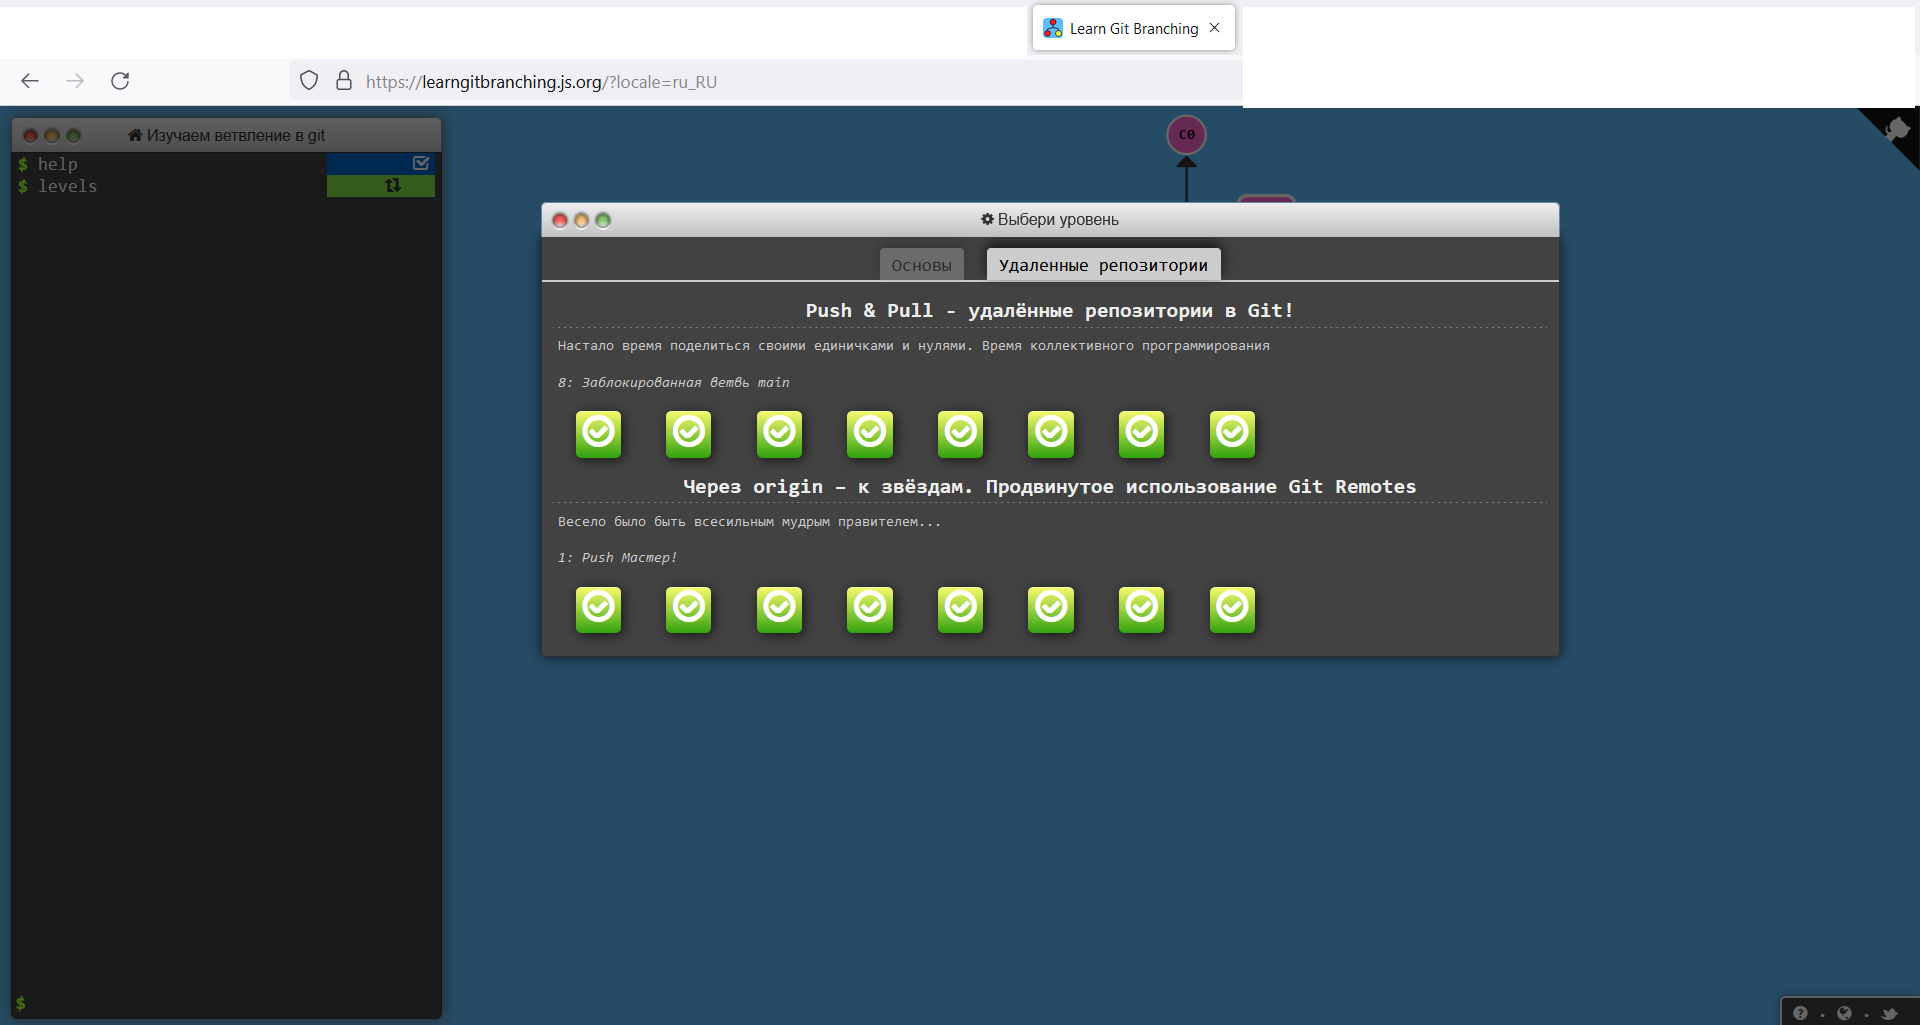 Learn Git Branching
https://learngitbranching.js.org/?locale=ru_RU
Изучаем ветвление в git
$ help
$ levels
C0
Выбери уровень
Основы
Удаленные репозитории
Push & Pull - удалённые репозитории в Git!
Настало время поделиться своими единичками и нулями. Время коллективного программирования
8: Заблокированная ветвь main
Через origin – к звёздам. Продвинутое использование Git Remotes
Весело было быть всесильным мудрым правителем...
1: Push Мастер!
$